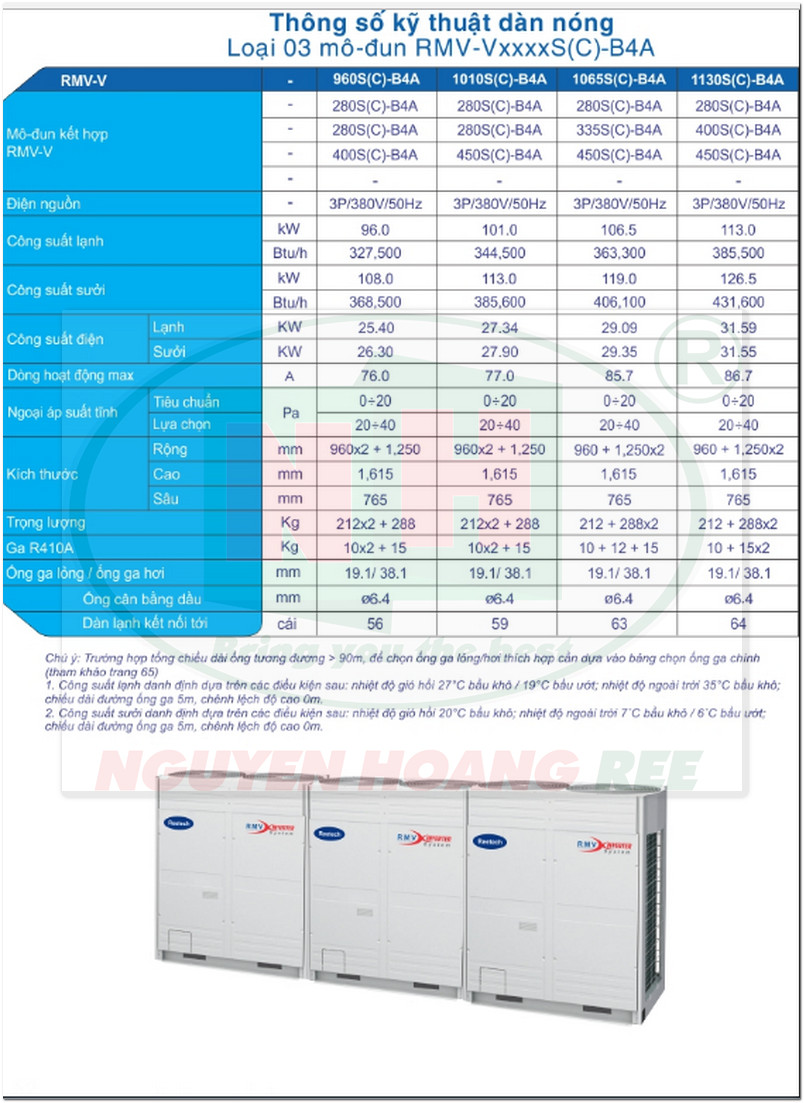 Thông số kỹ thuật dàn nóng
Loại 03 mô-đun RMV-VxxxxS(C)-B4A
RMV-V - 960S(C)-B4A 1010S(C)-B4A 1065S(C)-B4A 1130S(C)-B4A
Mô-đun kết hợp
RMV-V
- 280S(C)-B4A 280S(C)-B4A 280S(C)-B4A 280S(C)-B4A
- 280S(C)-B4A 280S(C)-B4A 335S(C)-B4A 400S(C)-B4A
- 400S(C)-B4A 450S(C)-B4A 450S(C)-B4A 450S(C)-B4A
- - - - -
Điện nguồn - 3P/380V/50Hz 3P/380V/50Hz 3P/380V/50Hz 3P/380V/50Hz
Công suất lạnh
kW 96.0 101.0 106.5 113.0
Btu/h 327,500 344,500 363,300 385,500
Công suất sưởi
kW 108.0 113.0 119.0 126.5
Btu/h 368,500 385,600 406,100 431,600
Công suất điện
Lạnh KW 25.40 27.34 29.09 31.59
Sưởi KW 26.30 27.90 29.35 31.55
Dòng hoạt động max A 76.0 77.0 85.7 86.7
Ngoại áp suất tĩnh
Tiêu chuẩn Pa 0÷20 0÷20 0÷20 0÷20
Lựa chọn 20÷40 20÷40 20÷40 20÷40
Kích thước
Rộng mm 960x2 + 1,250 960x2 + 1,250 960 + 1,250x2 960 + 1,250x2
Cao mm 1,615 1,615 1,615 1,615
Sâu mm 765 765 765 765
Trọng lượng Kg 212x2 + 288 212x2 + 288 212 + 288x2 212 + 288x2
Ga R410A Kg 10x2 + 15 10x2 + 15 10 + 12 + 15 10 + 15x2
Ống ga lỏng / ống ga hơi mm 19.1/ 38.1 19.1/ 38.1 19.1/ 38.1 19.1/ 38.1
Ống cân bằng dầu mm ø6.4 ø6.4 ø6.4 ø6.4
Dàn lạnh kết nối tới cái 56 59 63 64
NH
®
Bring you the best
Chú ý: Trường hợp tổng chiều dài ống tương đương > 90m, để chọn ống ga lỏng/hơi thích hợp cần dựa vào bảng chọn ống ga chính
(tham khảo trang 65)
1. Công suất lạnh danh định dựa trên các điều kiện sau: nhiệt độ gió hồi 27°C bầu khô / 19°C bầu ướt; nhiệt độ ngoài trời 35°C bầu khô;
chiều dài đường ống ga 5m, chênh lệch độ cao 0m.
2. Công suất sưởi danh định dựa trên các điều kiện sau: nhiệt độ gió hồi 20°C bầu khô; nhiệt độ ngoài trời 7°C bầu khô / 6°C bầu ướt;
chiều dài đường ống ga 5m, chênh lệch độ cao 0m.
NGUYEN HOANG REE
Reetech RMV X INVERTER System
Reetech RMV X INVERTER System
Reetech RMV X INVERTER System